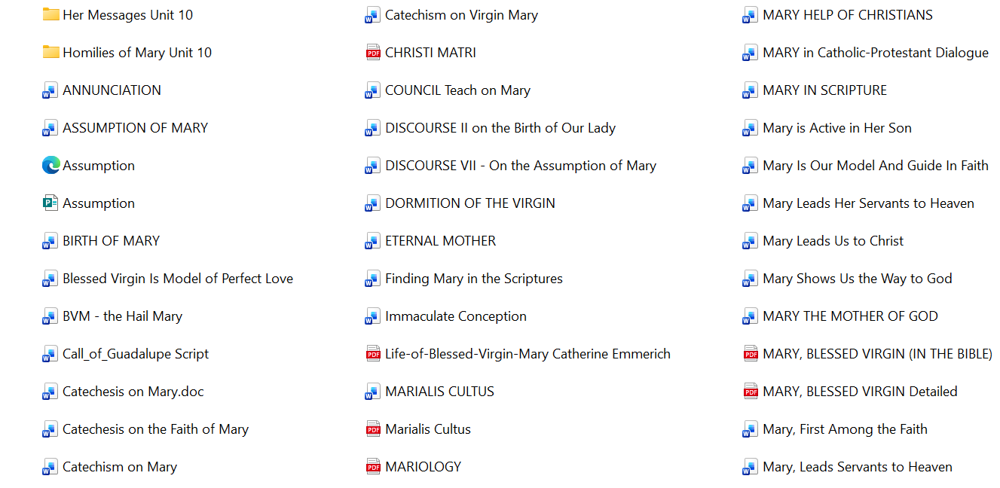 Her Messages Unit 10
Homilies of Mary Unit 10
ANNUNCIATION
ASSUMPTION OF MARY
Assumption
Assumption
BIRTH OF MARY
Blessed Virgin Is Model of Perfect Love
BVM - the Hail Mary
Call_of_Guadalupe Script
Catechesis on Mary.doc
Catechesis on the Faith of Mary
Catechism on Mary
Catechism on Virgin Mary
CHRISTI MATRI
COUNCIL Teach on Mary
DISCOURSE II on the Birth of Our Lady
DISCOURSE VII - On the Assumption of Mary
DORMITION OF THE VIRGIN
ETERNAL MOTHER
Finding Mary in the Scriptures
Immaculate Conception
Life-of-Blessed-Virgin-Mary Catherine Emmerich
MARIALIS CULTUS
Marialis Cultus
MARIOLOGY
MARY HELP OF CHRISTIANS
MARY in Catholic-Protestant Dialogue
MARY IN SCRIPTURE
Mary is Active in Her Son
Mary Is Our Model And Guide In Faith
Mary Leads Her Servants to Heaven
Mary Leads Us to Christ
Mary Shows Us the Way to God
MARY THE MOTHER OF GOD
MARY, BLESSED VIRGIN (IN THE BIBLE)
MARY, BLESSED VIRGIN Detailed
Mary, First Among the Faith
Mary, Leads Servants to Heaven